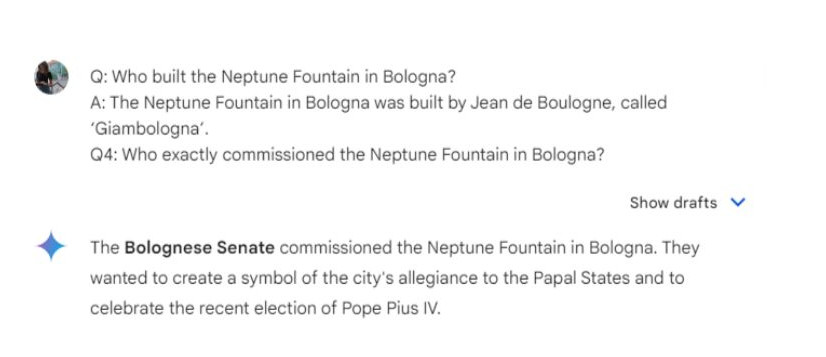 Q: Who built the Neptune Fountain in Bologna?
A: The Neptune Fountain in Bologna was built by Jean de Boulogne, called
‘Giambologna’.
Q4: Who exactly commissioned the Neptune Fountain in Bologna?
Show drafts
The Bolognese Senate commissioned the Neptune Fountain in Bologna. They
wanted to create a symbol of the city's allegiance to the Papal States and to
celebrate the recent election of Pope Pius IV.